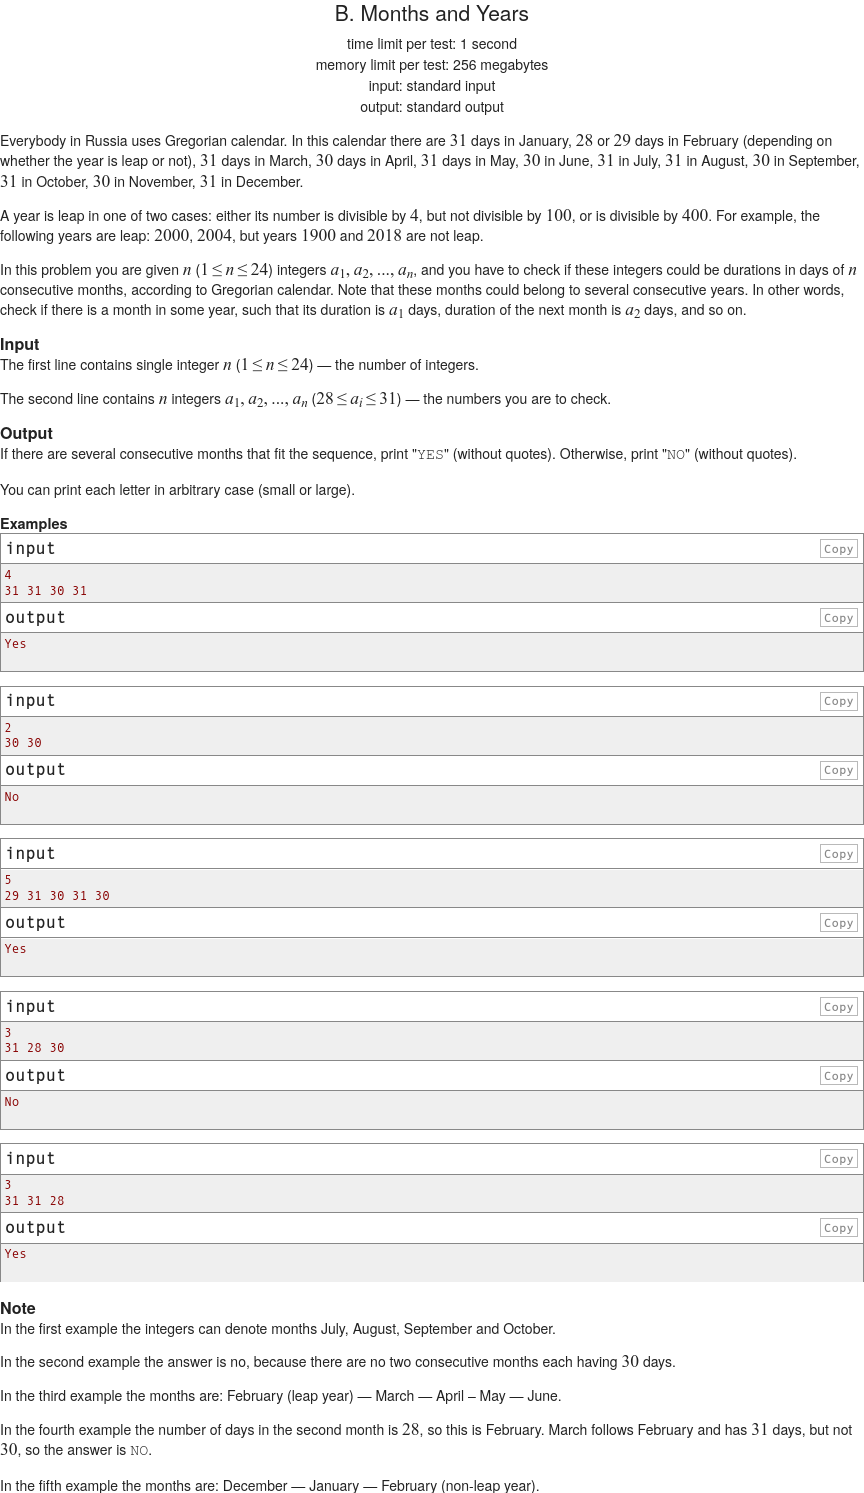 B. Months and Years
time limit per test: 1 second
memory limit per test: 256 megabytes
input: standard input
output: standard output
Everybody in Russia uses Gregorian calendar. In this calendar there are 31 days in January, 28 or 29 days in February (depending on
whether the year is leap or not), 31 days in March, 30 days in April, 31 days in May, 30 in June, 31 in July, 31 in August, 30 in September,
31 in October, 30 in November, 31 in December.
A year is leap in one of two cases: either its number is divisible by 4, but not divisible by 100, or is divisible by 400. For example, the
following years are leap: 2000, 2004, but years 1900 and 2018 are not leap.
In this problem you are given n (1 ≤ n ≤ 24) integers a1, a2, ..., an, and you have to check if these integers could be durations in days of n
consecutive months, according to Gregorian calendar. Note that these months could belong to several consecutive years. In other words,
check if there is a month in some year, such that its duration is a1 days, duration of the next month is a2 days, and so on.
Input
The first line contains single integer n (1 ≤ n ≤ 24) — the number of integers.
The second line contains n integers a1, a2, ..., an (28 ≤ ai ≤ 31) — the numbers you are to check.
Output
If there are several consecutive months that fit the sequence, print "YES" (without quotes). Otherwise, print "NO" (without quotes).
You can print each letter in arbitrary case (small or large).
Examples
input Copy
4
31 31 30 31
output Copy
Yes
input Copy
2
30 30
output Copy
No
input Copy
5
29 31 30 31 30
output Copy
Yes
input Copy
3
31 28 30
output Copy
No
input Copy
3
31 31 28
output Copy
Yes
Note
In the first example the integers can denote months July, August, September and October.
In the second example the answer is no, because there are no two consecutive months each having 30 days.
In the third example the months are: February (leap year) — March — April – May — June.
In the fourth example the number of days in the second month is 28, so this is February. March follows February and has 31 days, but not
30, so the answer is NO.
In the fifth example the months are: December — January — February (non-leap year).